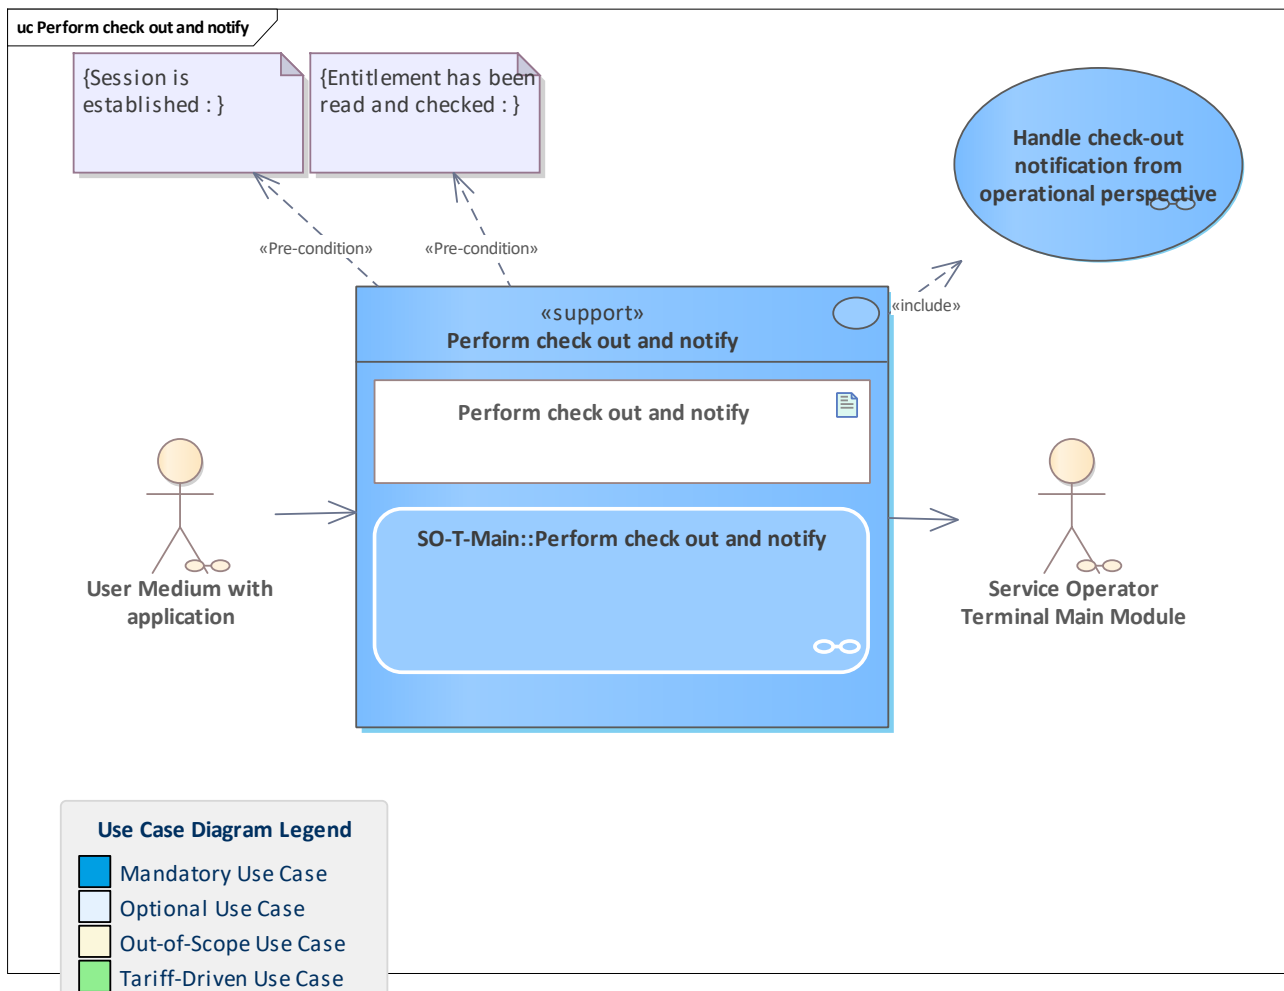 uc Perform check out and notify
{Session is
established : }
{Entitlement has been
read and checked : }
Handle check-out
notification from
operational perspective
«Pre-condition»
«Pre-condition»
«include»
«support»
Perform check out and notify
Perform check out and notify
SO-T-Main::Perform check out and notify
User Medium with
application
Service Operator
Terminal Main Module
Use Case Diagram Legend
Mandatory Use Case
Optional Use Case
Out-of-Scope Use Case
Tariff-Driven Use Case